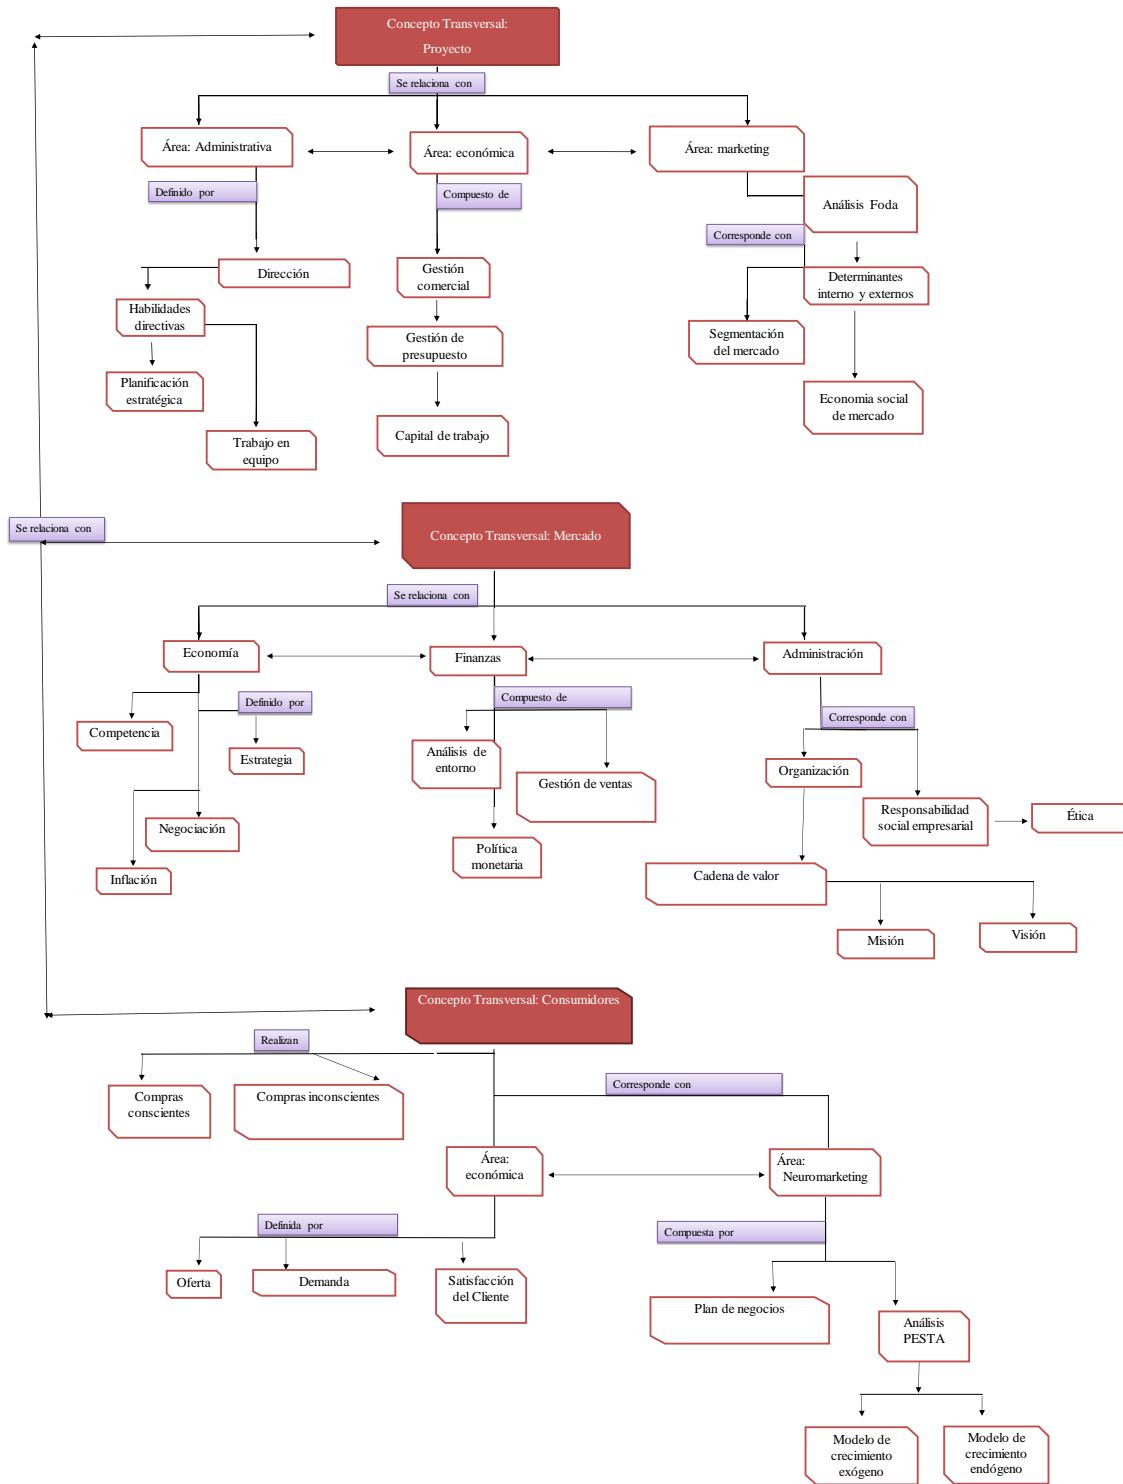 Concepto Transversal:
Proyecto
Se relaciona con
Área: Administrativa
Área: económica
Área: marketing
Definido por
Compuesto de
Análisis Foda
Corresponde con
Dirección
Gestión
comercial
Determinantes
interno y externos
Habilidades
directivas
Gestión de
presupuesto
Segmentación
del mercado
Planificación
estratégica
Economia social
de mercado
Trabajo en
equipo
Capital de trabajo
Se relaciona con
Concepto Transversal: Mercado
Se relaciona con
Economía
Finanzas
Administración
Definido por
Compuesto de
Corresponde con
Competencia
Estrategia
Análisis de
entorno
Gestión de ventas
Organización
Negociación
Responsabilidad
social empresarial
Ética
Inflación
Política
monetaria
Cadena de valor
Misión
Visión
Concepto Transversal: Consumidores
Realizan
Compras
conscientes
Compras inconscientes
Corresponde con
Área:
económica
Área:
Neuromarketing
Definida por
Compuesta por
Oferta
Demanda
Satisfacción
del Cliente
Plan de negocios
Análisis
PESTA
Modelo de
crecimiento
exógeno
Modelo de
crecimiento
endógeno